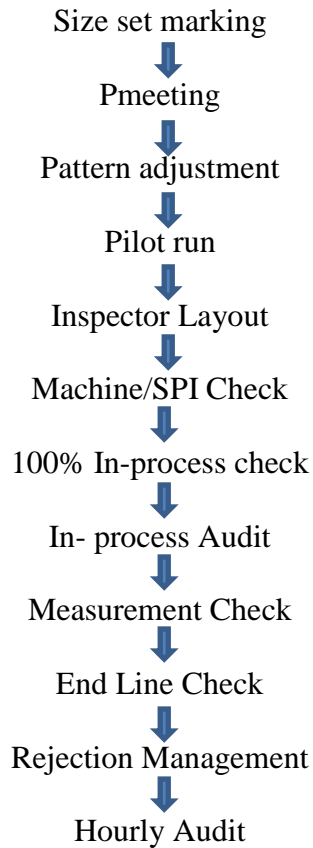 Size set marking
Pmeeting
Pattern adjustment
Pilot run
Inspector Layout
Machine/SPI Check
100% In-process check
In- process Audit
Measurement Check
End Line Check
Rejection Management
Hourly Audit